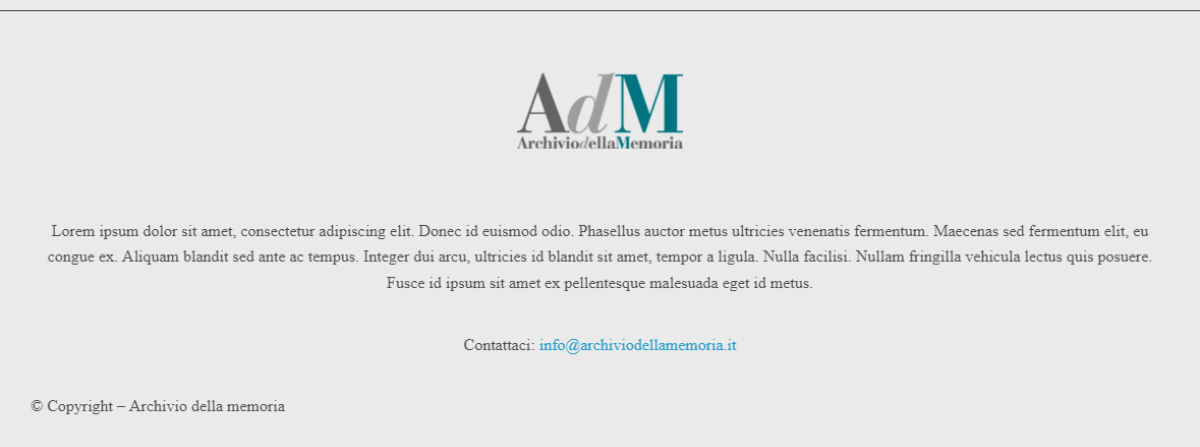 AdM
ArchiviodellaMemoria
Lorem ipsum dolor sit amet, consectetur adipiscing elit. Donec id euismod odio. Phasellus auctor metus ultricies venenatis fermentum. Maecenas sed fermentum elit, eu
congue ex. Aliquam blandit sed ante ac tempus. Integer dui arcu, ultricies id blandit sit amet, tempor a ligula. Nulla facilisi. Nullam fringilla vehicula lectus quis posuere.
Fusce id ipsum sit amet ex pellentesque malesuada eget id metus.
Contattaci: info@archiviodellamemoria.it
© Copyright – Archivio della memoria